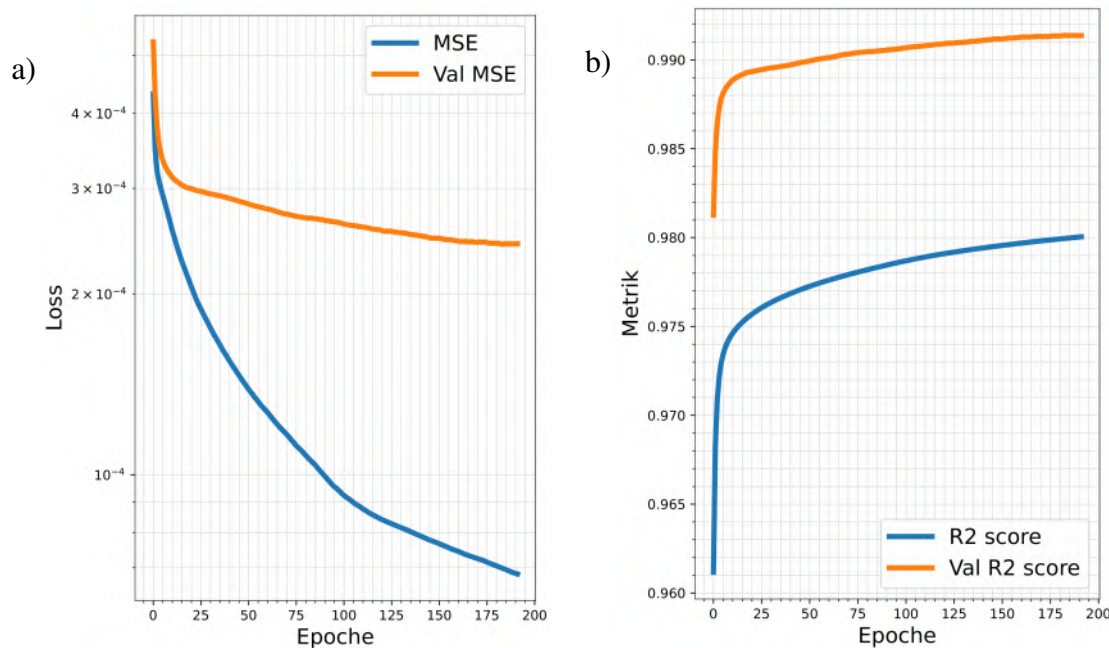 a)
MSE
Val MSE
4 × 10⁻⁴
3 × 10⁻⁴
2 × 10⁻⁴
10⁻⁴
Loss
0 25 50 75 100 125 150 175 200
Epoche
b)
0.990
0.985
0.980
0.975
0.970
0.965
0.960
Metrik
R2 score
Val R2 score
0 25 50 75 100 125 150 175 200
Epoche